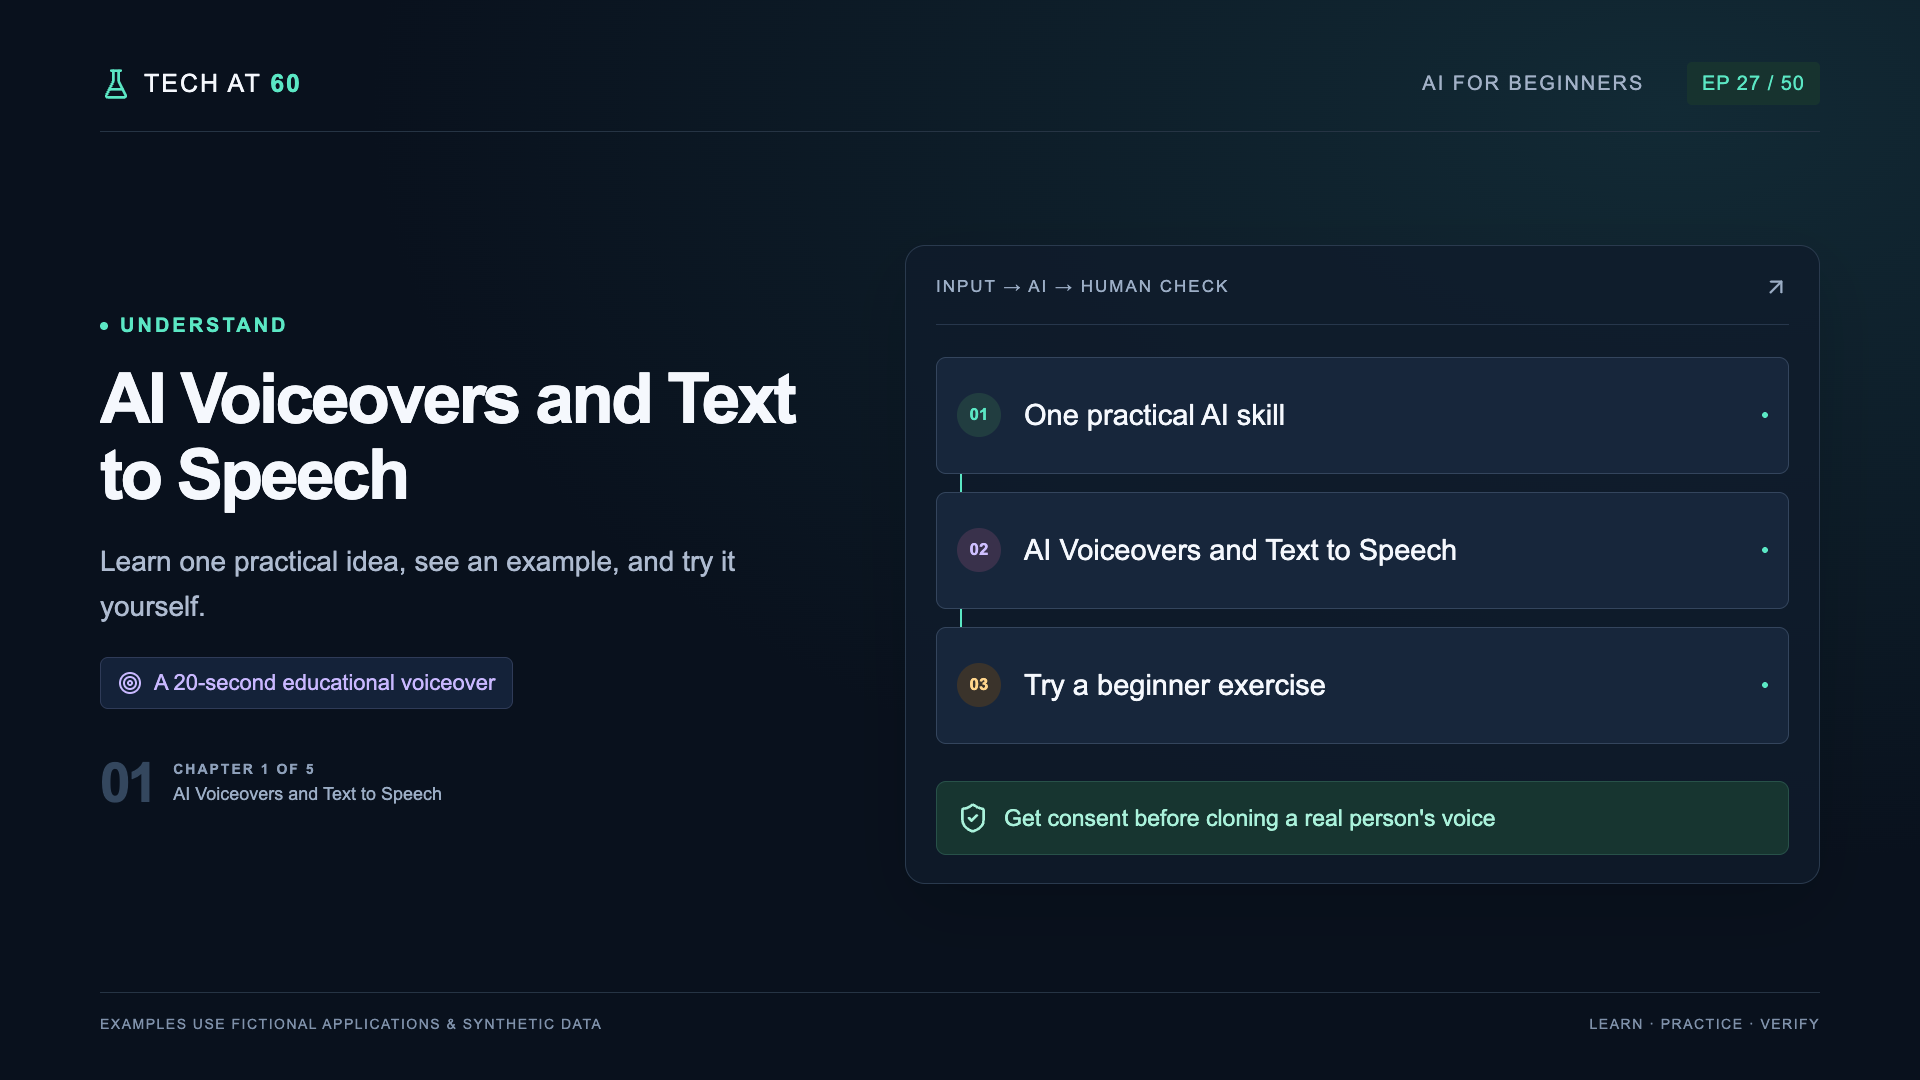 TECH AT 60
AI FOR BEGINNERS
EP 27 / 50
UNDERSTAND
AI Voiceovers and Text
to Speech
Learn one practical idea, see an example, and try it
yourself.
A 20-second educational voiceover
01
CHAPTER 1 OF 5
AI Voiceovers and Text to Speech
INPUT → AI → HUMAN CHECK
01 One practical AI skill
02 AI Voiceovers and Text to Speech
03 Try a beginner exercise
Get consent before cloning a real person's voice
EXAMPLES USE FICTIONAL APPLICATIONS & SYNTHETIC DATA
LEARN · PRACTICE · VERIFY